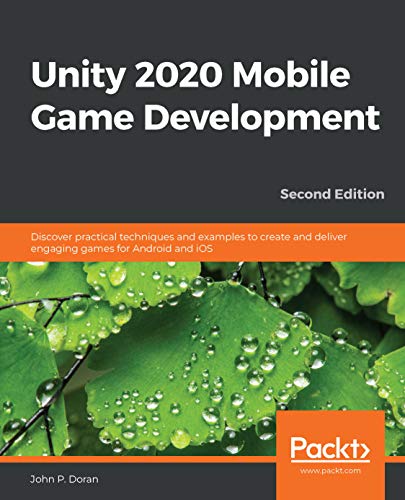 Unity 2020 Mobile
Game Development
Second Edition
Discover practical techniques and examples to create and deliver
engaging games for Android and iOS
Packt>
www.packt.com
John P. Doran